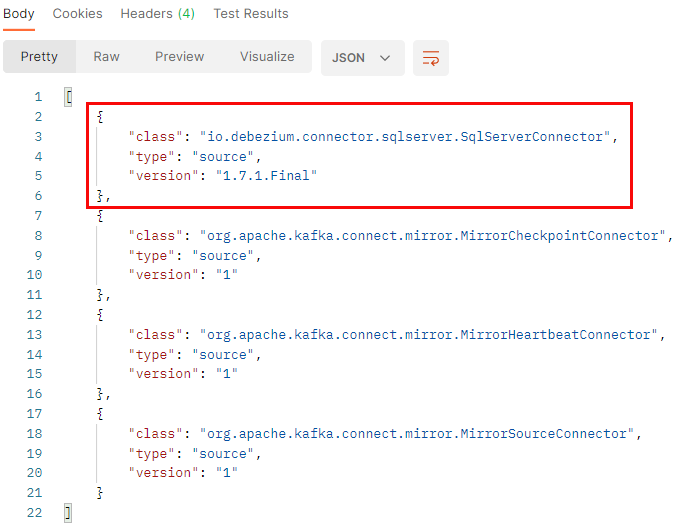 Body Cookies Headers (4) Test Results
Pretty Raw Preview Visualize JSON
1 [
2 {
3 "class": "io.debezium.connector.sqlserver.SqlServerConnector",
4 "type": "source",
5 "version": "1.7.1.Final"
6 },
7 {
8 "class": "org.apache.kafka.connect.mirror.MirrorCheckpointConnector",
9 "type": "source",
10 "version": "1"
11 },
12 {
13 "class": "org.apache.kafka.connect.mirror.MirrorHeartbeatConnector",
14 "type": "source",
15 "version": "1"
16 },
17 {
18 "class": "org.apache.kafka.connect.mirror.MirrorSourceConnector",
19 "type": "source",
20 "version": "1"
21 }
22 ]